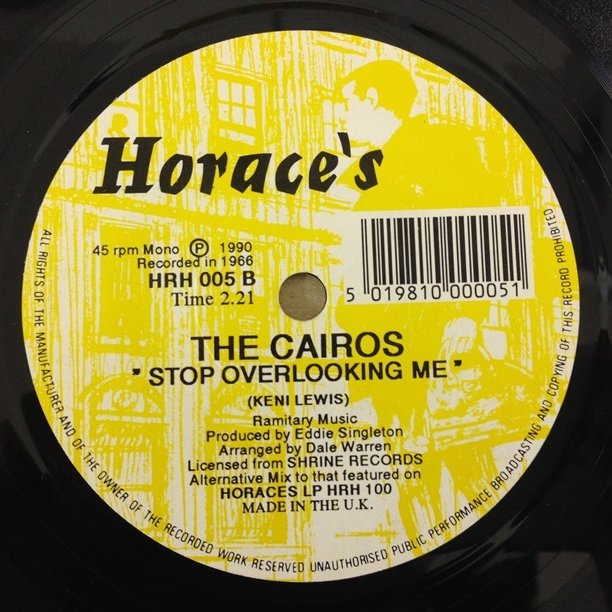 Horace's
45 rpm Mono Ⓟ 1990
Recorded in 1966
HRH 005 B
Time 2.21
5 019810 000051
THE CAIROS
"STOP OVERLOOKING ME"
(KENI LEWIS)
Ramitary Music
Produced by Eddie Singleton
Arranged by Dale Warren
Licensed from SHRINE RECORDS
Alternative Mix to that featured on
HORACES LP HRH 100
MADE IN THE U.K.
ALL RIGHTS OF THE MANUFACTURER AND OF THE OWNER OF THE RECORDED WORK RESERVED UNAUTHORISED PUBLIC PERFORMANCE BROADCASTING AND COPYING OF THIS RECORD PROHIBITED